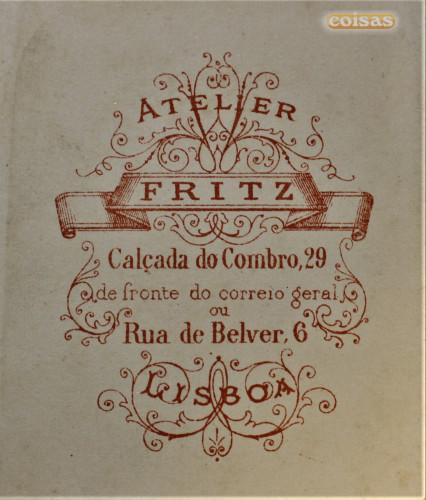 coisas
ATELIER
FRITZ
Calçada do Combro, 29
de fronte do correio geral
ou
Rua de Belver, 6
LISBOA